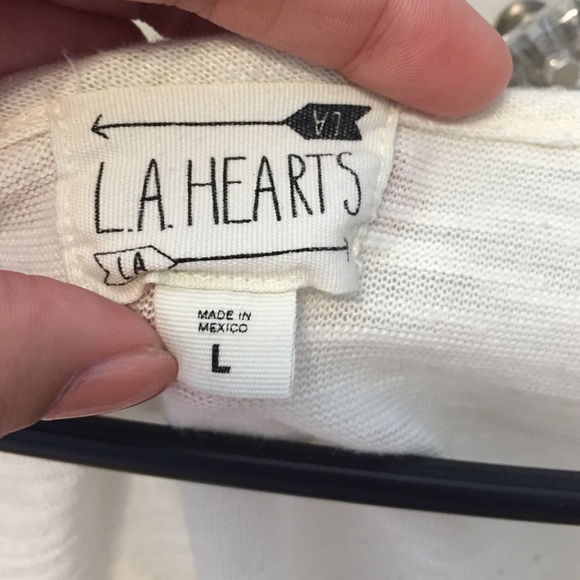 LA
L.A. HEARTS
LA
MADE IN
MEXICO
L